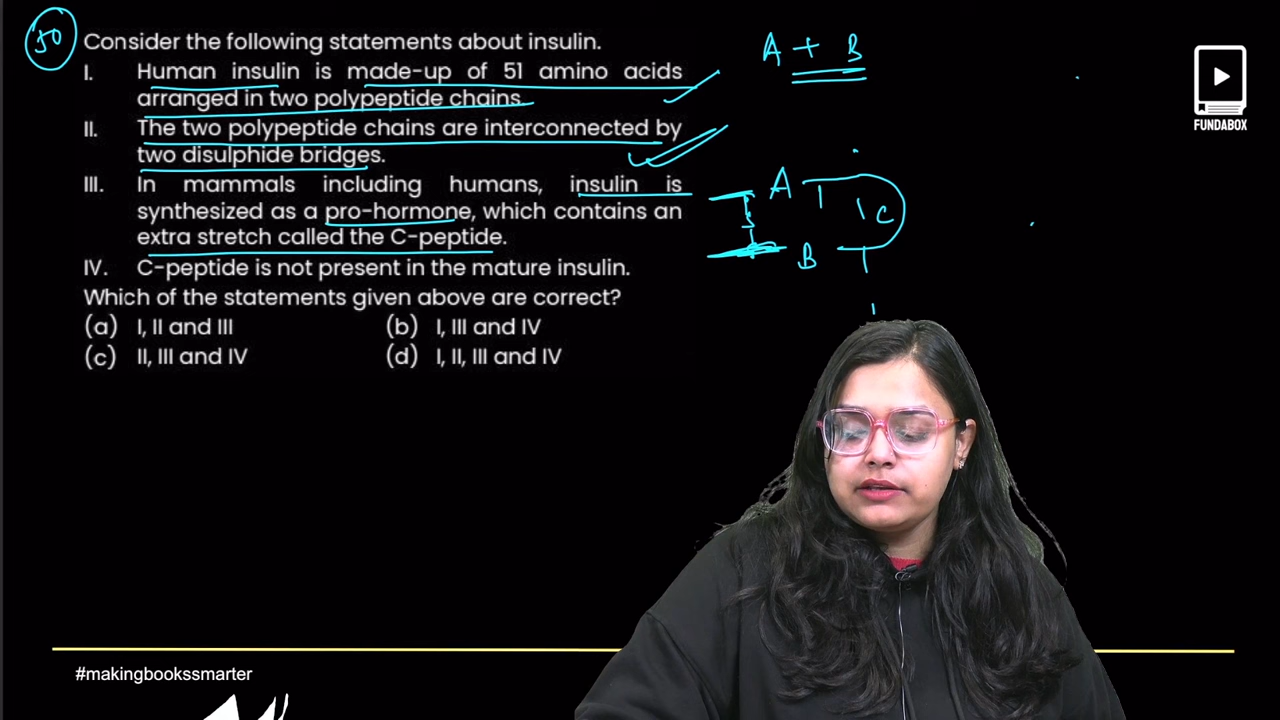 50
Consider the following statements about insulin.
A + B
I. Human insulin is made-up of 51 amino acids
arranged in two polypeptide chains.
II. The two polypeptide chains are interconnected by
two disulphide bridges.
III. In mammals including humans, insulin is
synthesized as a pro-hormone, which contains an
extra stretch called the C-peptide.
A
C
B
IV. C-peptide is not present in the mature insulin.
Which of the statements given above are correct?
(a) I, II and III (b) I, III and IV
(c) II, III and IV (d) I, II, III and IV
FUNDABOX
#makingbookssmarter